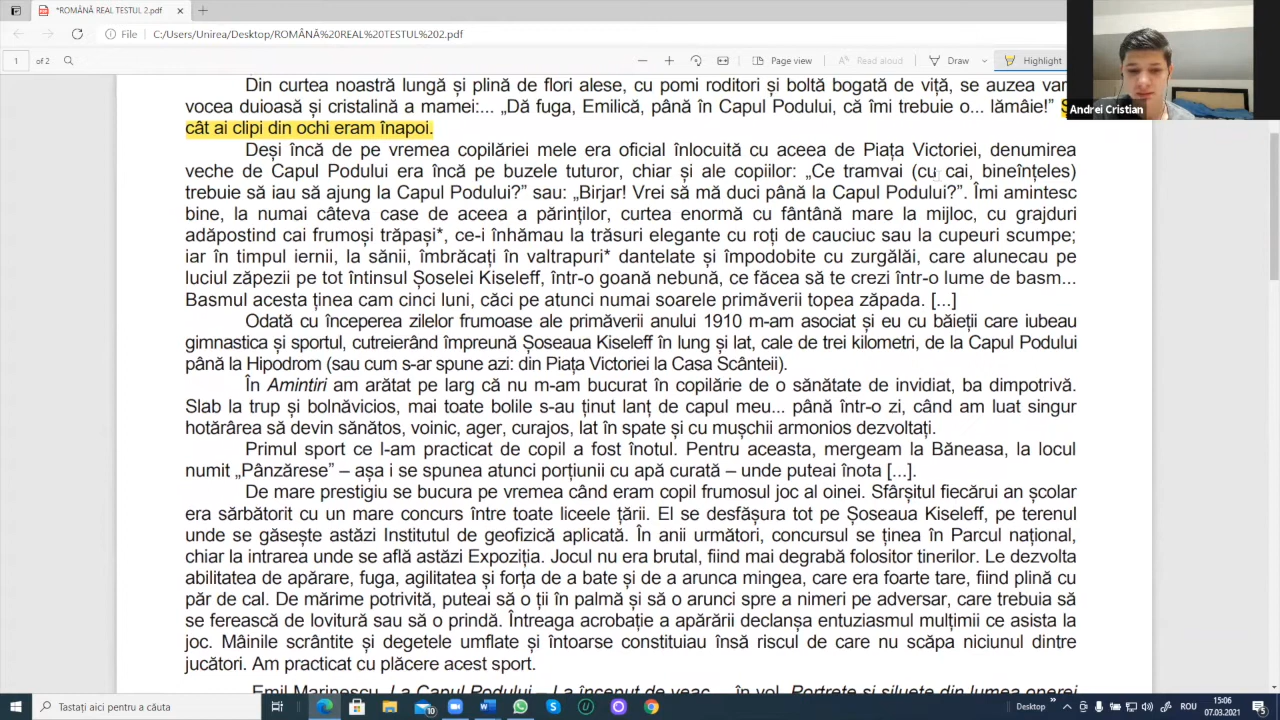 *ROMÂNĂ REAL TESTUL 2.pdf
File C:/Users/Unirea/Desktop/ROMÂNĂ%20REAL%20TESTUL%202.pdf
1 of 2 Page view Read aloud Draw Highlight
Din curtea noastră lungă și plină de flori alese, cu pomi roditori și boltă bogată de viță, se auzea
vocea duioasă și cristalină a mamei:... „Dă fuga, Emilică, până în Capul Podului, că îmi trebuie o... lămâie!”
cât ai clipi din ochi eram înapoi.
Deși încă de pe vremea copilăriei mele era oficial înlocuită cu aceea de Piața Victoriei, denumirea
veche de Capul Podului era încă pe buzele tuturor, chiar și ale copiilor: „Ce tramvai (cu cai, bineînțeles)
trebuie să iau să ajung la Capul Podului?” sau: „Birjar! Vrei să mă duci până la Capul Podului?”. Îmi amintesc
bine, la numai câteva case de aceea a părinților, curtea enormă cu fântână mare la mijloc, cu grajduri
adăpostind cai frumoși trăpași*, ce-i înhămau la trăsuri elegante cu roți de cauciuc sau la cupeuri scumpe;
iar în timpul iernii, la sănii, îmbrăcați în valtrapuri* dantelate și împodobite cu zurgălăi, care alunecau pe
luciul zăpezii pe tot întinsul Șoselei Kiseleff, într-o goană nebună, ce făcea să te crezi într-o lume de basm...
Basmul acesta ținea cam cinci luni, căci pe atunci numai soarele primăverii topea zăpada. [...]
Odată cu începerea zilelor frumoase ale primăverii anului 1910 m-am asociat și eu cu băieții care iubeau
gimnastica și sportul, cutreierând împreună Șoseaua Kiseleff în lung și lat, cale de trei kilometri, de la Capul Podului
până la Hipodrom (sau cum s-ar spune azi: din Piața Victoriei la Casa Scânteii).
În Amintiri am arătat pe larg că nu m-am bucurat în copilărie de o sănătate de invidiat, ba dimpotrivă.
Slab la trup și bolnăvicios, mai toate bolile s-au ținut lanț de capul meu... până într-o zi, când am luat singur
hotărârea să devin sănătos, voinic, ager, curajos, lat în spate și cu mușchii armonios dezvoltați.
Primul sport ce l-am practicat de copil a fost înotul. Pentru aceasta, mergeam la Băneasa, la locul
numit „Pânzărese” – așa i se spunea atunci porțiunii cu apă curată – unde puteai înota [...].
De mare prestigiu se bucura pe vremea când eram copil frumosul joc al oinei. Sfârșitul fiecărui an școlar
era sărbătorit cu un mare concurs între toate liceele țării. El se desfășura tot pe Șoseaua Kiseleff, pe terenul
unde se găsește astăzi Institutul de geofizică aplicată. În anii următori, concursul se ținea în Parcul național,
chiar la intrarea unde se află astăzi Expoziția. Jocul nu era brutal, fiind mai degrabă folositor tinerilor. Le dezvolta
abilitatea de apărare, fuga, agilitatea și forța de a bate și de a arunca mingea, care era foarte tare, fiind plină cu
păr de cal. De mărime potrivită, puteai să o ții în palmă și să o arunci spre a nimeri pe adversar, care trebuia să
se ferească de lovitură sau să o prindă. Întreaga acrobație a apărării declanșa entuziasmul mulțimii ce asista la
joc. Mâinile scrântite și degetele umflate și întoarse constituiau însă riscul de care nu scăpa niciunul dintre
jucători. Am practicat cu plăcere acest sport.
Emil Marinescu, La Capul Podului – La început de veac, în vol. Portrete și siluete din lumea operei
Andrei Cristian
Tastați aici pentru a căuta
10
Desktop ROU 15:06
07.03.2021 5